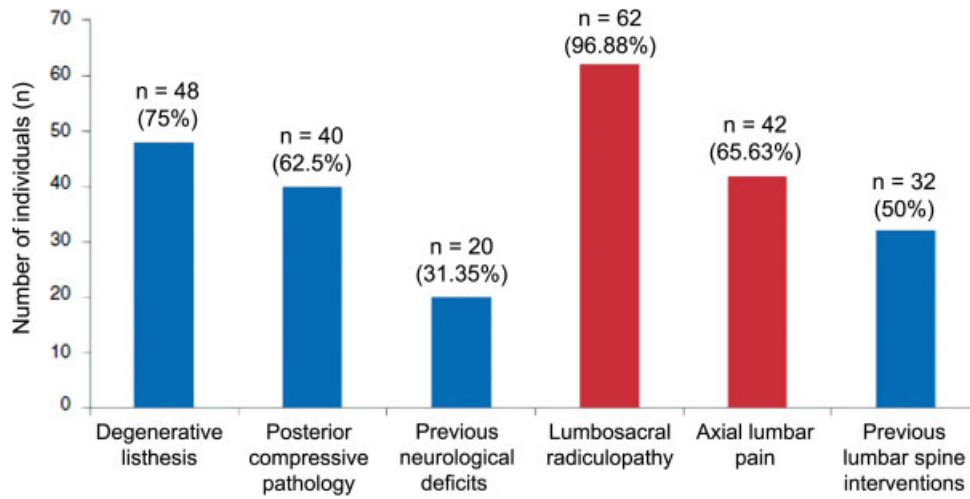 Number of individuals (n)
70
60
50
40
30
20
10
0
n = 48
(75%)
n = 40
(62.5%)
n = 20
(31.35%)
n = 62
(96.88%)
n = 42
(65.63%)
n = 32
(50%)
Degenerative
listhesis
Posterior
compressive
pathology
Previous
neurological
deficits
Lumbosacral
radiculopathy
Axial lumbar
pain
Previous
lumbar spine
interventions